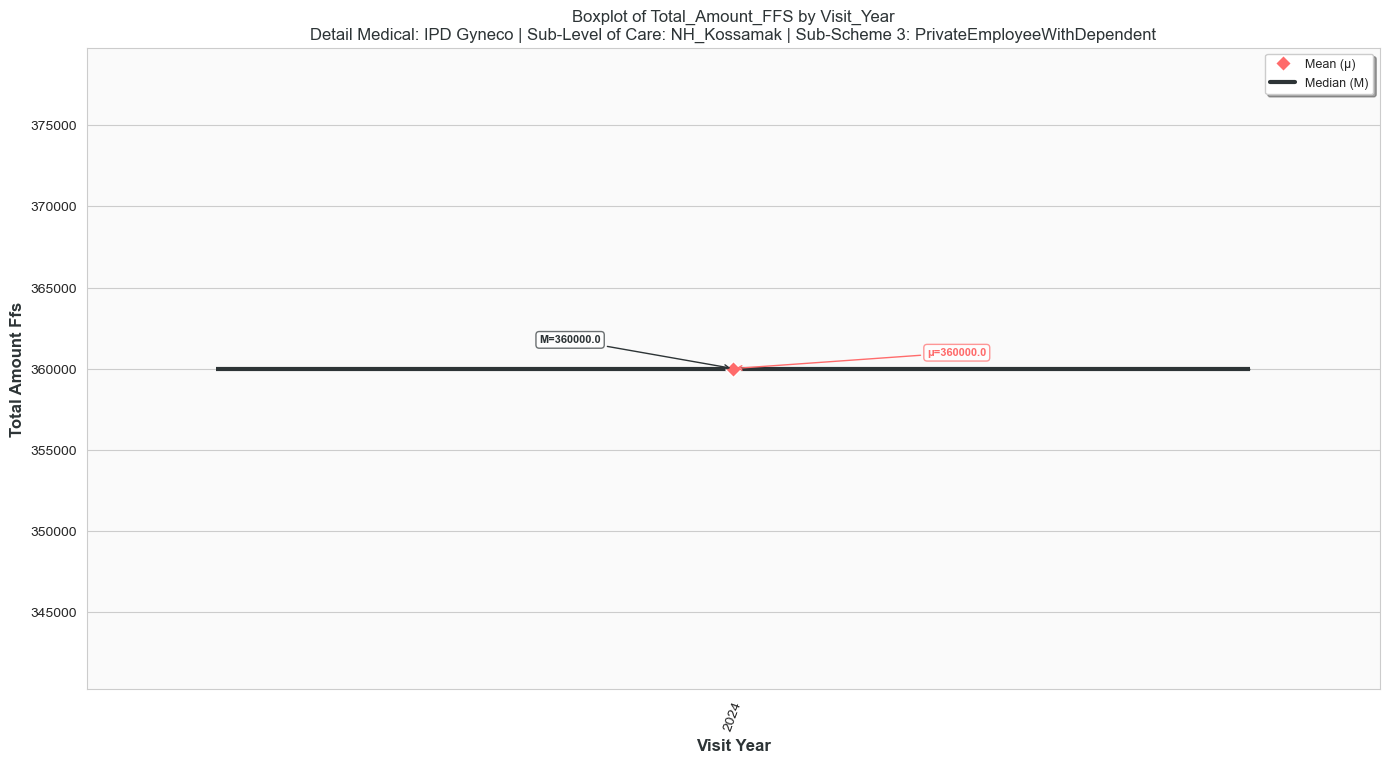 Boxplot of Total_Amount_FFS by Visit_Year
Detail Medical: IPD Gyneco | Sub-Level of Care: NH_Kossamak | Sub-Scheme 3: PrivateEmployeeWithDependent
Mean (μ)
Median (M)
375000
370000
365000
360000
355000
350000
345000
Total Amount Ffs
M=360000.0
μ=360000.0
2024
Visit Year